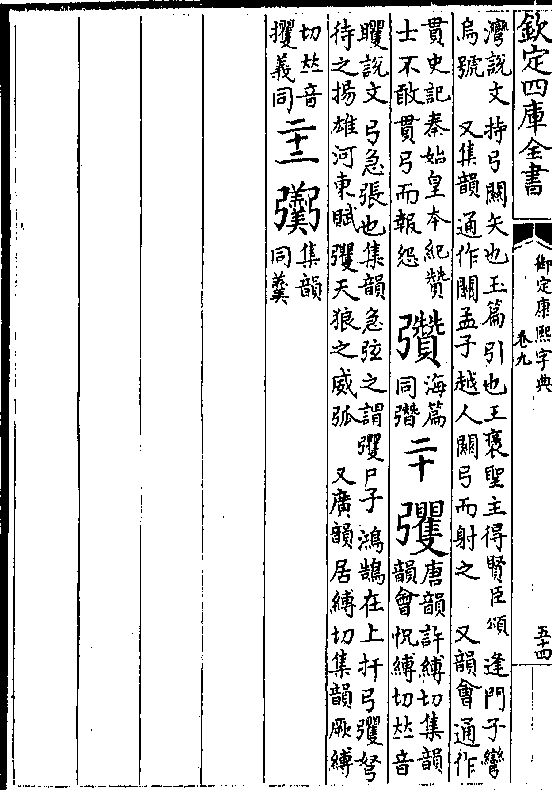 欽定四庫全書
御定康熙字典
卷九
五十四
灣說文持弓關矢也玉篇引也王褒聖主得賢臣頌逢門子彎
烏號 又集韻通作關孟子越人關弓而射之 又韻會通作
貫史記秦始皇本紀贊
士不敢貫弓而報怨
海篇
同
二十
彏
唐韻許縛切集韻
韻會怳縛切𠀤音
矍說文弓急張也集韻急弦之謂彏尸子鴻鵠在上扞弓彏弩
待之揚雄河東賦彏天狼之威弧 又廣韻居縛切集韻厥縛
切𠀤音
攫義同
二十二
集韻
同羹